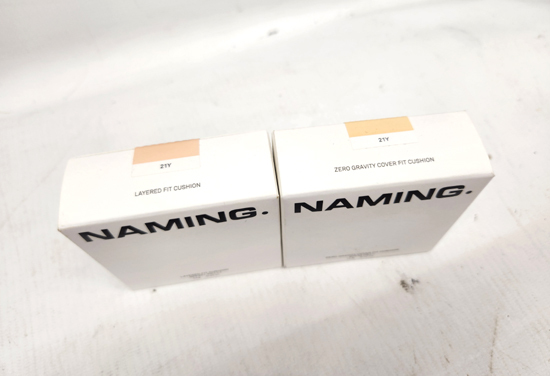 21Y
LAYERED FIT CUSHION
NAMING.
21Y
ZERO GRAVITY COVER FIT CUSHION
NAMING.